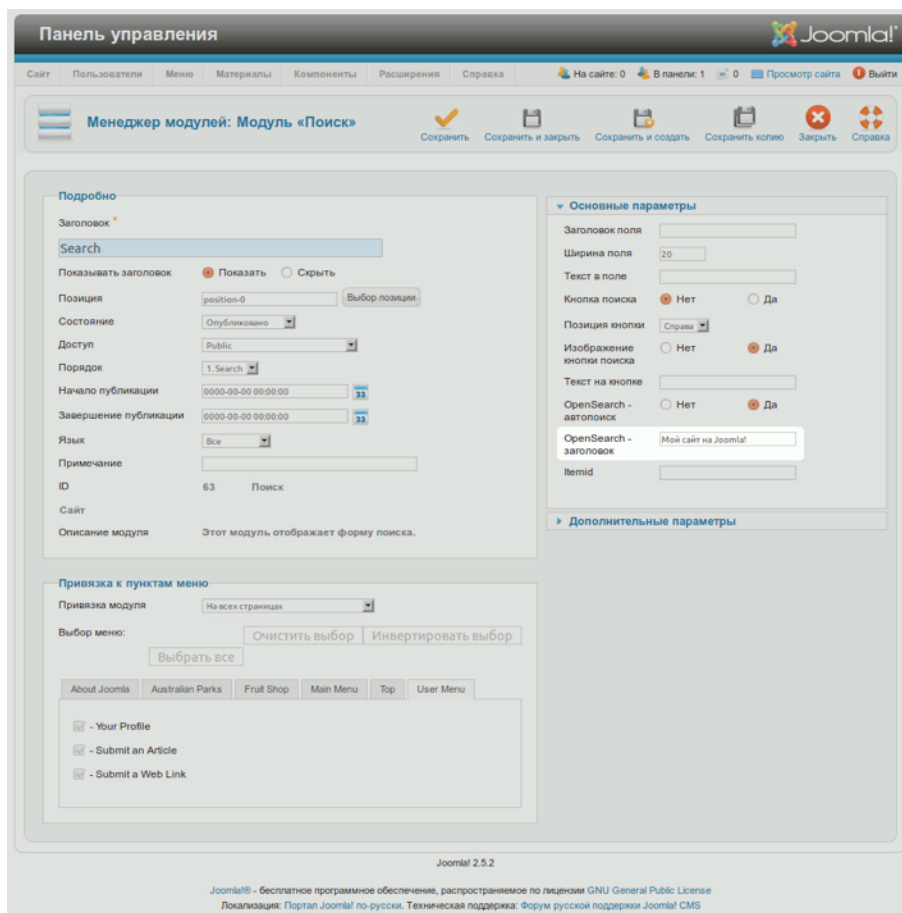 Панель управления
Joomla!
Сайт Пользователи Меню Материалы Компоненты Расширения Справка На сайте: 0 В панели: 1 0 Просмотр сайта Выйти
Менеджер модулей: Модуль «Поиск»
Сохранить Сохранить и закрыть Сохранить и создать Сохранить копию Закрыть Справка
Подробно
Заголовок *
Search
Показывать заголовок Показать Скрыть
Позиция position-0 Выбор позиции
Состояние Опубликовано
Доступ Public
Порядок 1. Search
Начало публикации 0000-00-00 00:00:00 23
Завершение публикации 0000-00-00 00:00:00 23
Язык Все
Примечание
ID 63 Поиск
Сайт
Описание модуля Этот модуль отображает форму поиска.
Основные параметры
Заголовок поля
Ширина поля 20
Текст в поле
Кнопка поиска Нет Да
Позиция кнопки Справа
Изображение Нет Да
кнопки поиска
Текст на кнопке
OpenSearch - Нет Да
автопоиск
OpenSearch - Мой сайт на Joomla!
заголовок
Itemid
Дополнительные параметры
Привязка к пунктам меню
Привязка модуля На всех страницах
Выбор меню: Очистить выбор Инвертировать выбор
Выбрать все
About Joomla Australian Parks Fruit Shop Main Menu Top User Menu
- Your Profile
- Submit an Article
- Submit a Web Link
Joomla! 2.5.2
Joomla!® - бесплатное программное обеспечение, распространяемое по лицензии GNU General Public License
Локализация: Портал Joomla! по-русски. Техническая поддержка: Форум русской поддержки Joomla! CMS